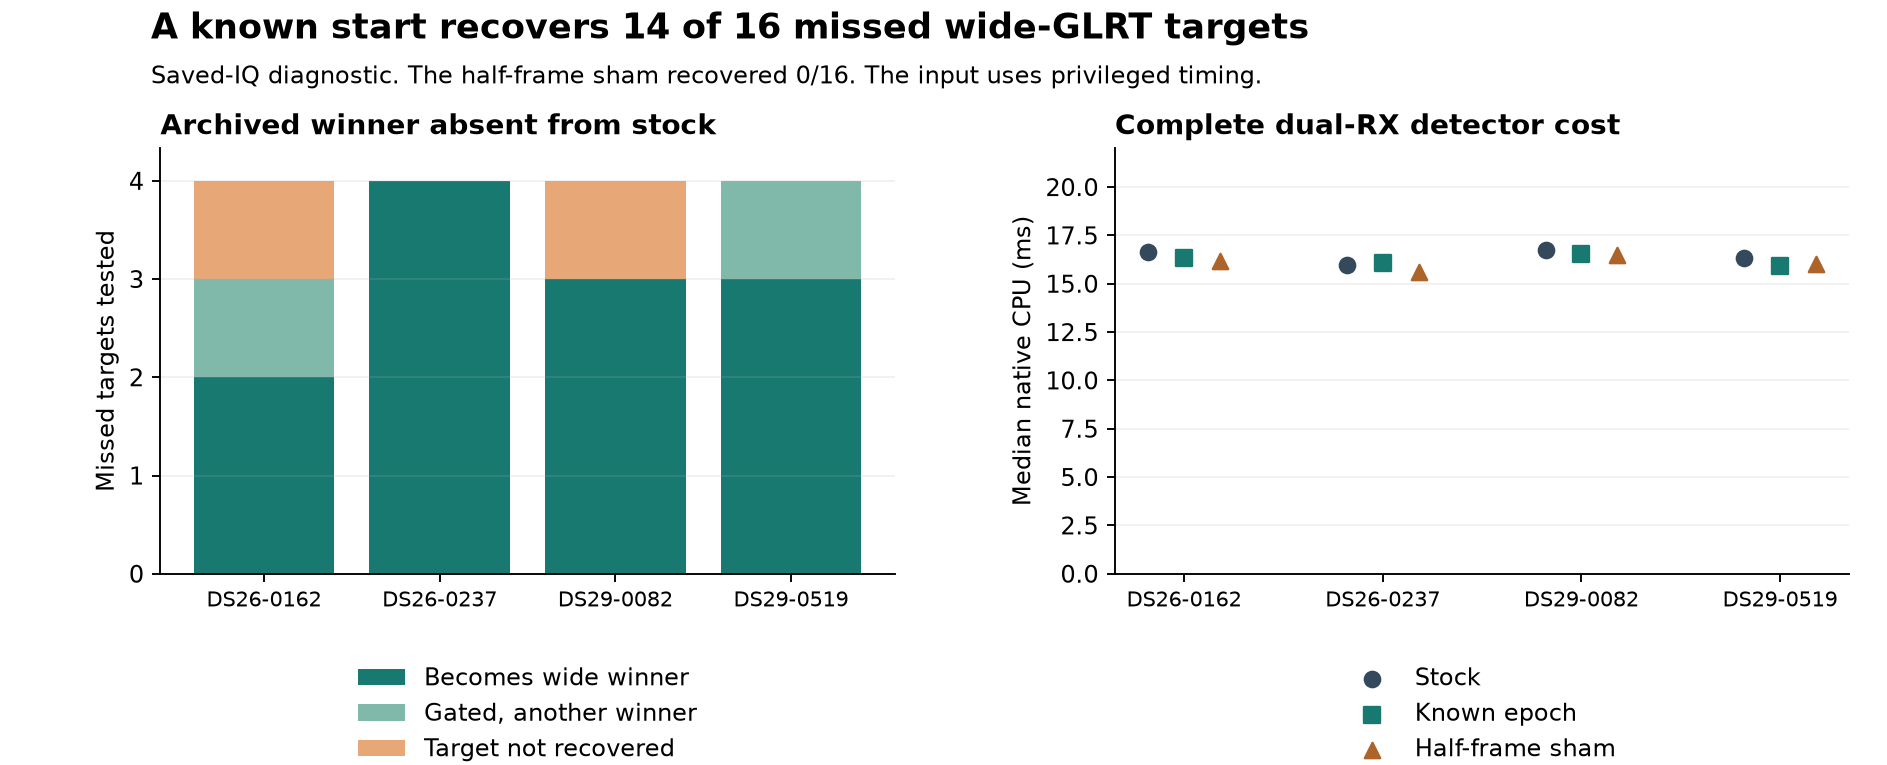 A known start recovers 14 of 16 missed wide-GLRT targets
Saved-IQ diagnostic. The half-frame sham recovered 0/16. The input uses privileged timing.
Archived winner absent from stock
Missed targets tested
4
3
2
1
0
DS26-0162
DS26-0237
DS29-0082
DS29-0519
Becomes wide winner
Gated, another winner
Target not recovered
Complete dual-RX detector cost
Median native CPU (ms)
20.0
17.5
15.0
12.5
10.0
7.5
5.0
2.5
0.0
DS26-0162
DS26-0237
DS29-0082
DS29-0519
Stock
Known epoch
Half-frame sham